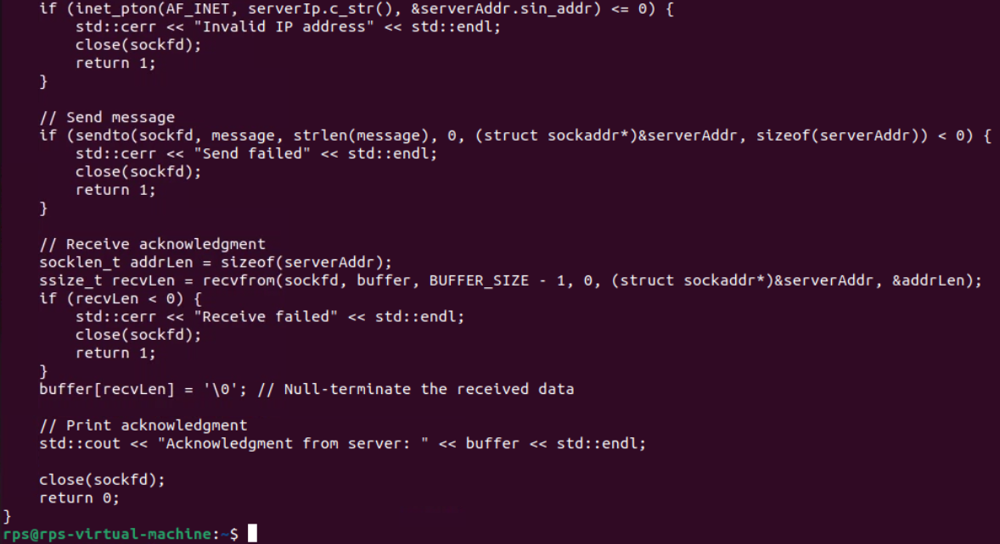 if (inet_pton(AF_INET, serverIp.c_str(), &serverAddr.sin_addr) <= 0) {
        std::cerr << "Invalid IP address" << std::endl;
        close(sockfd);
        return 1;
    }

    // Send message
    if (sendto(sockfd, message, strlen(message), 0, (struct sockaddr*)&serverAddr, sizeof(serverAddr)) < 0) {
        std::cerr << "Send failed" << std::endl;
        close(sockfd);
        return 1;
    }

    // Receive acknowledgment
    socklen_t addrLen = sizeof(serverAddr);
    ssize_t recvLen = recvfrom(sockfd, buffer, BUFFER_SIZE - 1, 0, (struct sockaddr*)&serverAddr, &addrLen);
    if (recvLen < 0) {
        std::cerr << "Receive failed" << std::endl;
        close(sockfd);
        return 1;
    }
    buffer[recvLen] = '\0'; // Null-terminate the received data

    // Print acknowledgment
    std::cout << "Acknowledgment from server: " << buffer << std::endl;

    close(sockfd);
    return 0;
}
rps@rps-virtual-machine:~$